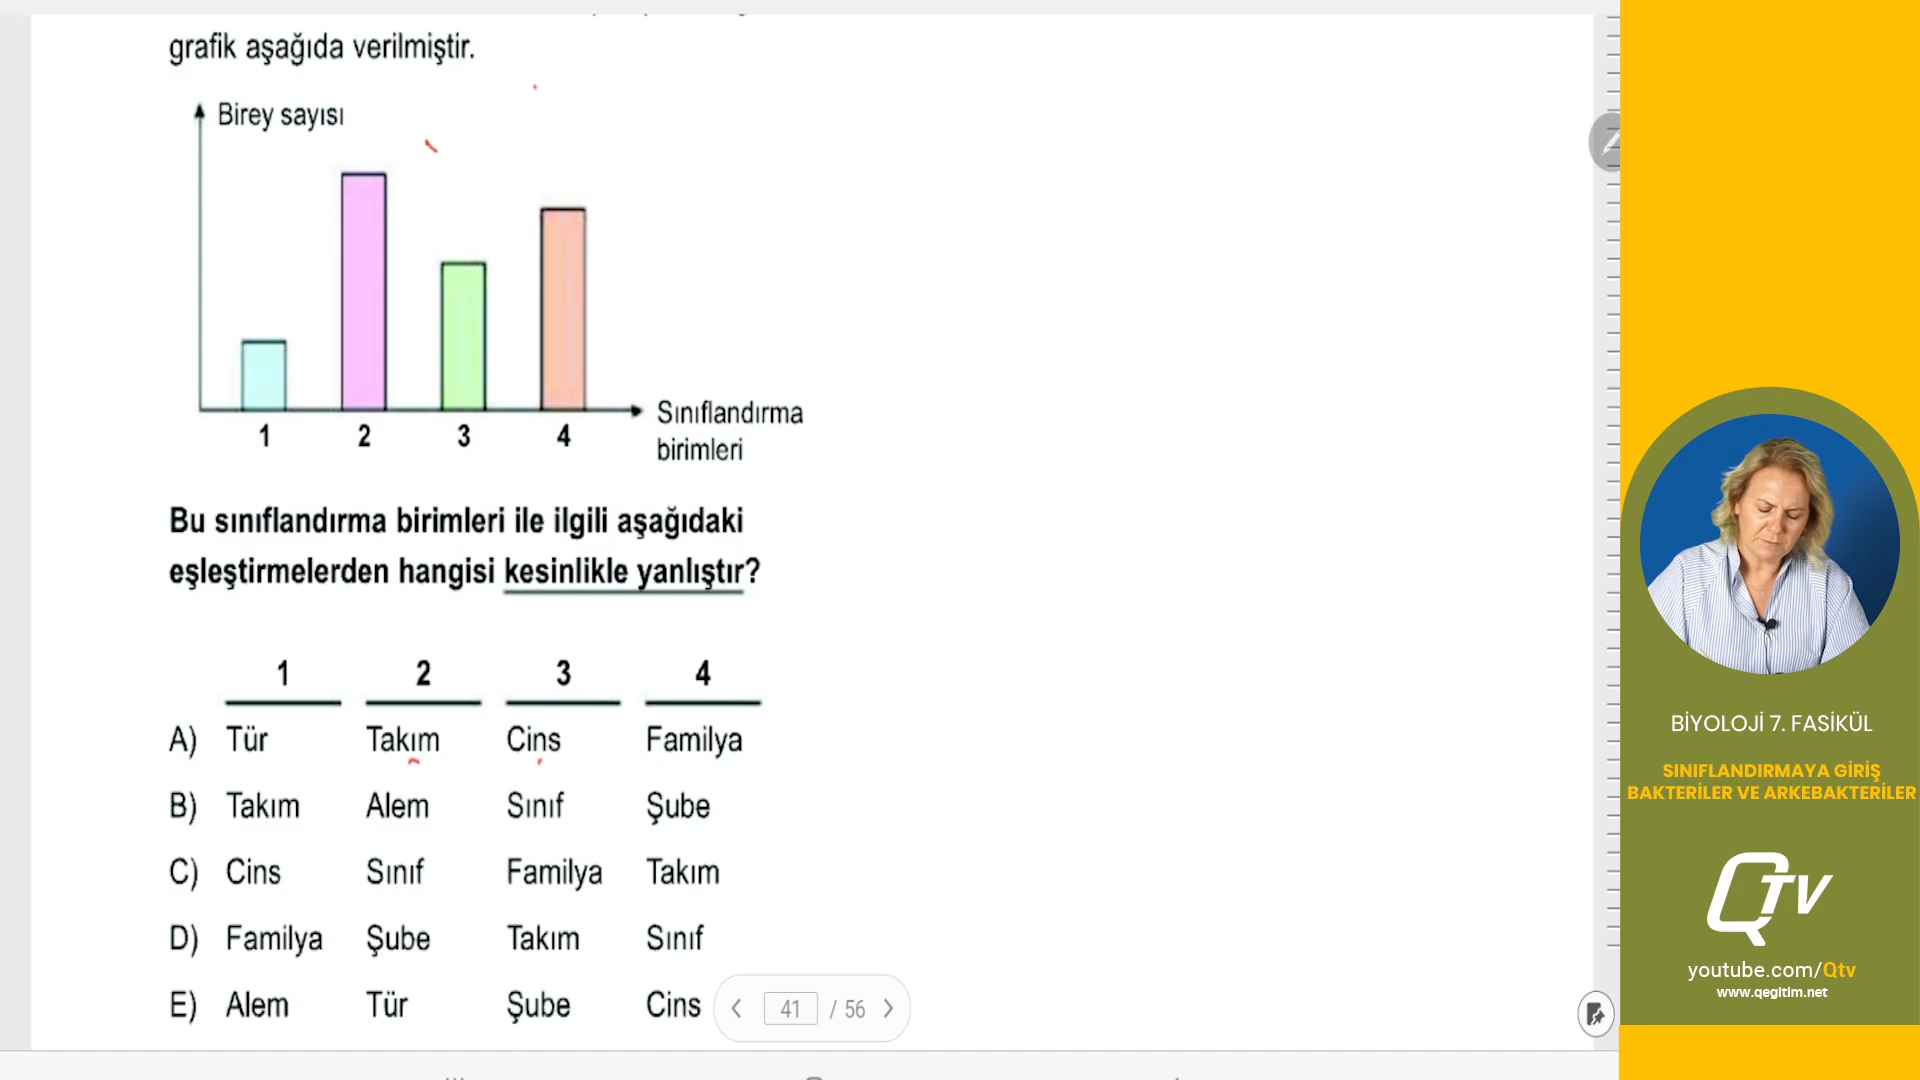 grafik aşağıda verilmiştir.
Birey sayısı
1 2 3 4
Sınıflandırma
birimleri
Bu sınıflandırma birimleri ile ilgili aşağıdaki
eşleştirmelerden hangisi kesinlikle yanlıştır?
1 2 3 4
A) Tür Takım Cins Familya
B) Takım Alem Sınıf Şube
C) Cins Sınıf Familya Takım
D) Familya Şube Takım Sınıf
E) Alem Tür Şube Cins
41 / 56
BİYOLOJİ 7. FASİKÜL
SINIFLANDIRMAYA GİRİŞ
BAKTERİLER VE ARKEBAKTERİLER
QTV
youtube.com/Qtv
www.qegitim.net